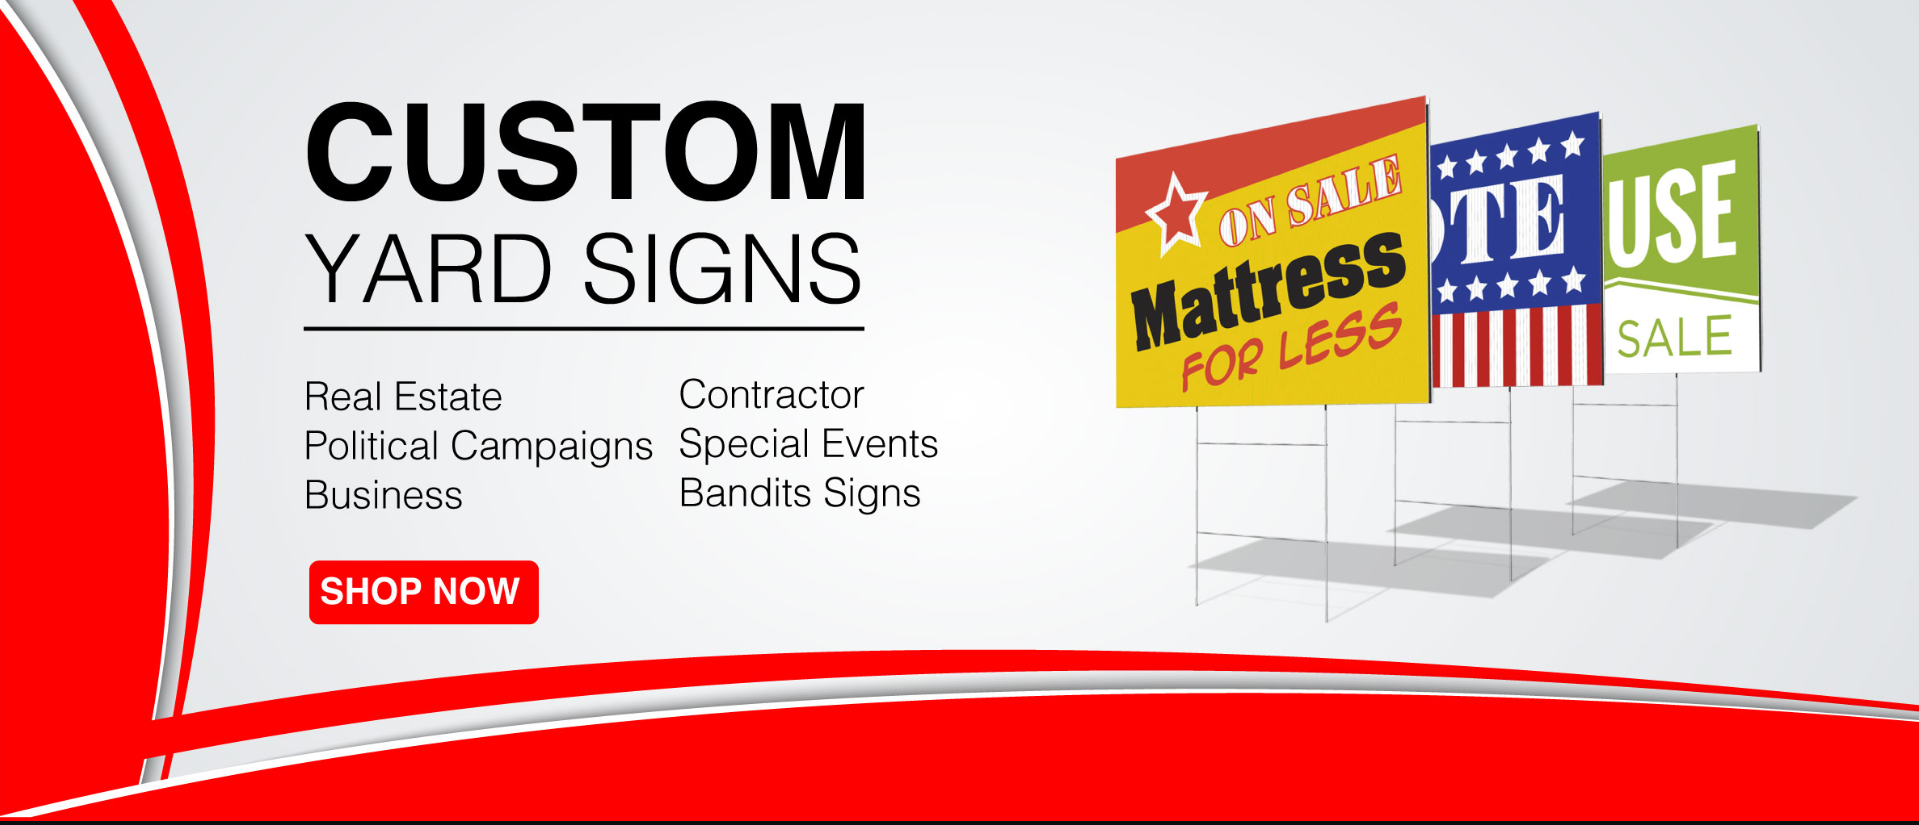 CUSTOM
YARD SIGNS
Real Estate
Political Campaigns
Business
Contractor
Special Events
Bandits Signs
SHOP NOW
ON SALE
Mattress
FOR LESS
OTE
USE
SALE